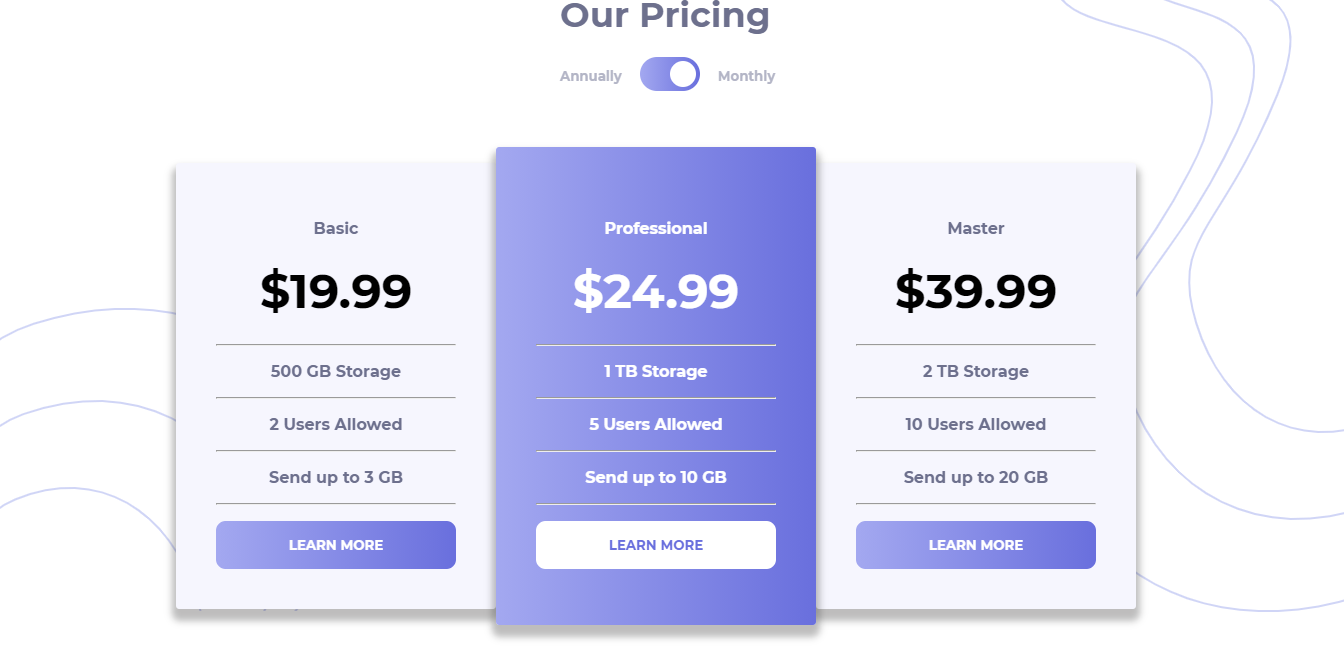 Our Pricing
Annually
Monthly
Basic
$19.99
500 GB Storage
2 Users Allowed
Send up to 3 GB
LEARN MORE
Professional
$24.99
1 TB Storage
5 Users Allowed
Send up to 10 GB
LEARN MORE
Master
$39.99
2 TB Storage
10 Users Allowed
Send up to 20 GB
LEARN MORE